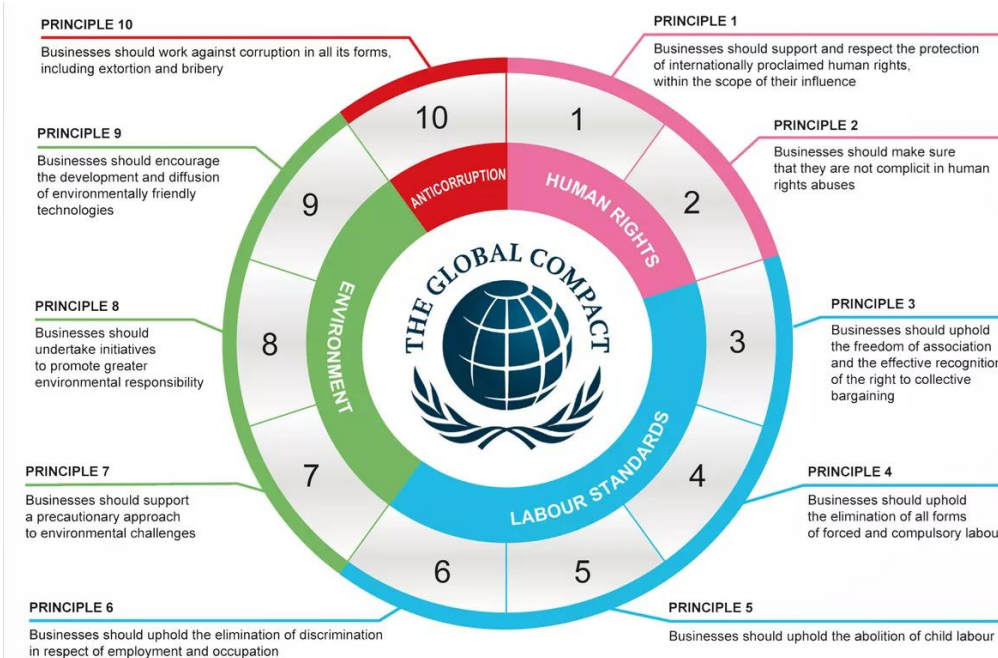 PRINCIPLE 10
Businesses should work against corruption in all its forms,
including extortion and bribery
PRINCIPLE 1
Businesses should support and respect the protection
of internationally proclaimed human rights,
within the scope of their influence
PRINCIPLE 9
Businesses should encourage
the development and diffusion
of environmentally friendly
technologies
PRINCIPLE 2
Businesses should make sure
that they are not complicit in human
rights abuses
PRINCIPLE 8
Businesses should
undertake initiatives
to promote greater
environmental responsibility
PRINCIPLE 3
Businesses should uphold
the freedom of association
and the effective recognition
of the right to collective
bargaining
PRINCIPLE 7
Businesses should support
a precautionary approach
to environmental challenges
PRINCIPLE 4
Businesses should uphold
the elimination of all forms
of forced and compulsory labou
PRINCIPLE 6
Businesses should uphold the elimination of discrimination
in respect of employment and occupation
PRINCIPLE 5
Businesses should uphold the abolition of child labour
10
1
9
2
8
3
7
4
6
5
ANTICORRUPTION
HUMAN RIGHTS
ENVIRONMENT
LABOUR STANDARDS
THE GLOBAL COMPACT